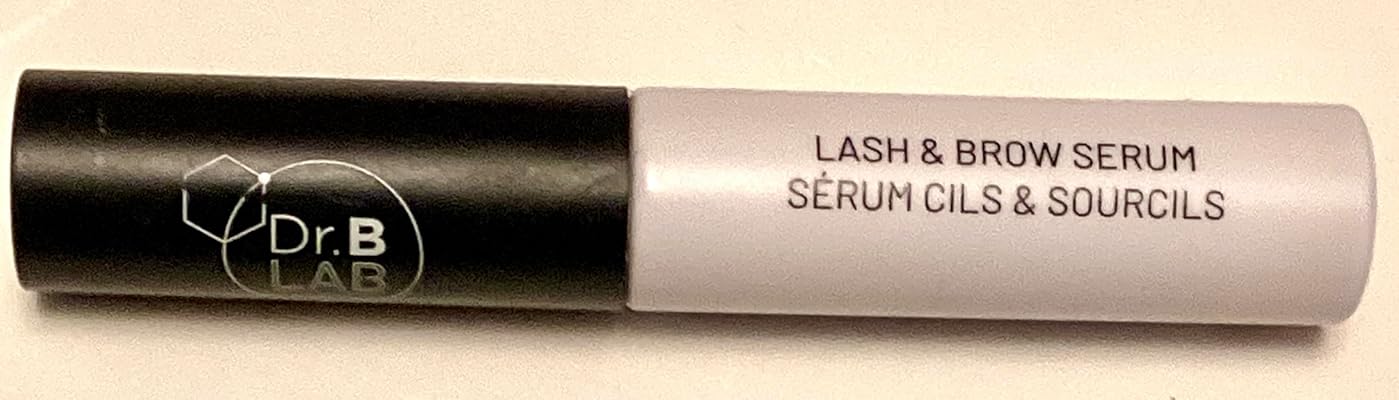 Dr.B
LAB
LASH & BROW SERUM
SÉRUM CILS & SOURCILS